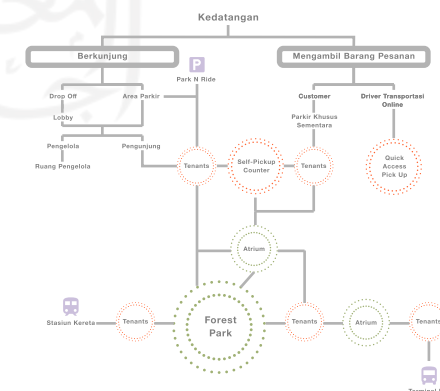 Kedatangan
Berkunjung
Mengambil Barang Pesanan
P
Park N Ride
Drop Off
Area Parkir
Customer
Driver Transportasi
Online
Lobby
Parkir Khusus
Sementara
Pengelola
Pengunjung
Ruang Pengelola
Tenants
Self-Pickup
Counter
Tenants
Quick
Access
Pick Up
Atrium
Stasiun Kereta
Tenants
Forest
Park
Tenants
Atrium
Tenants